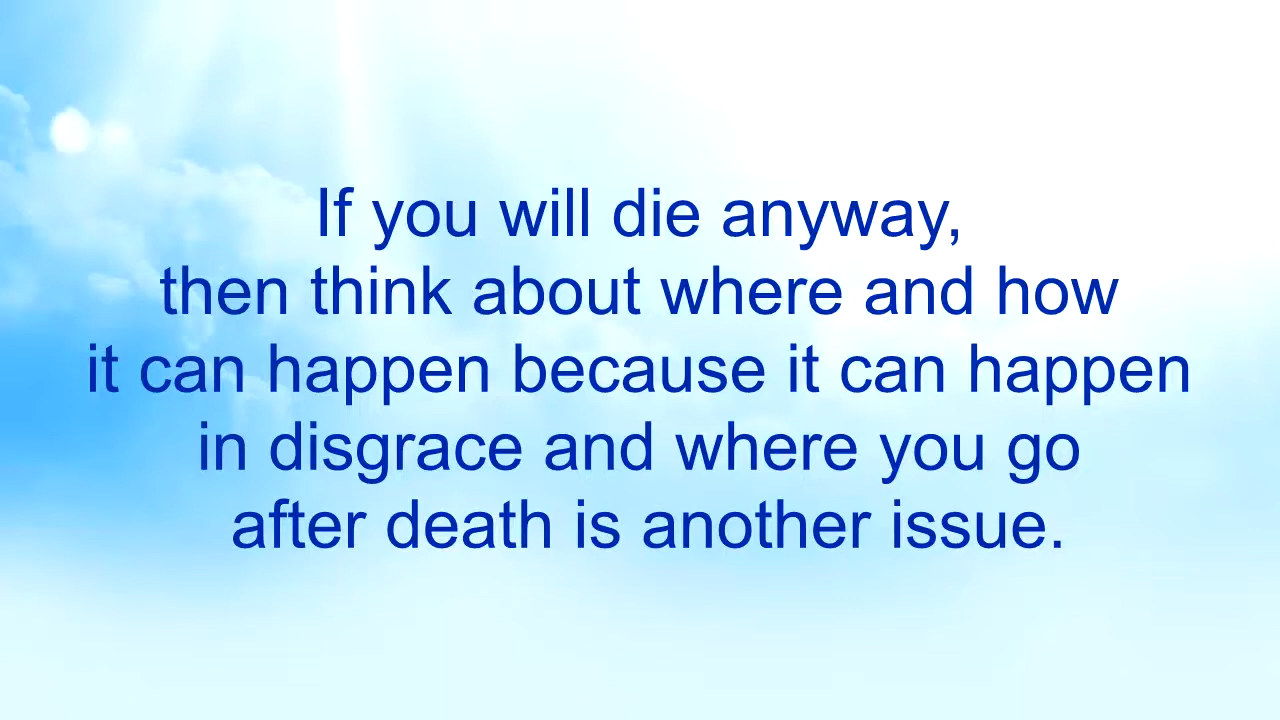 If you will die anyway,
then think about where and how
it can happen because it can happen
in disgrace and where you go
after death is another issue.